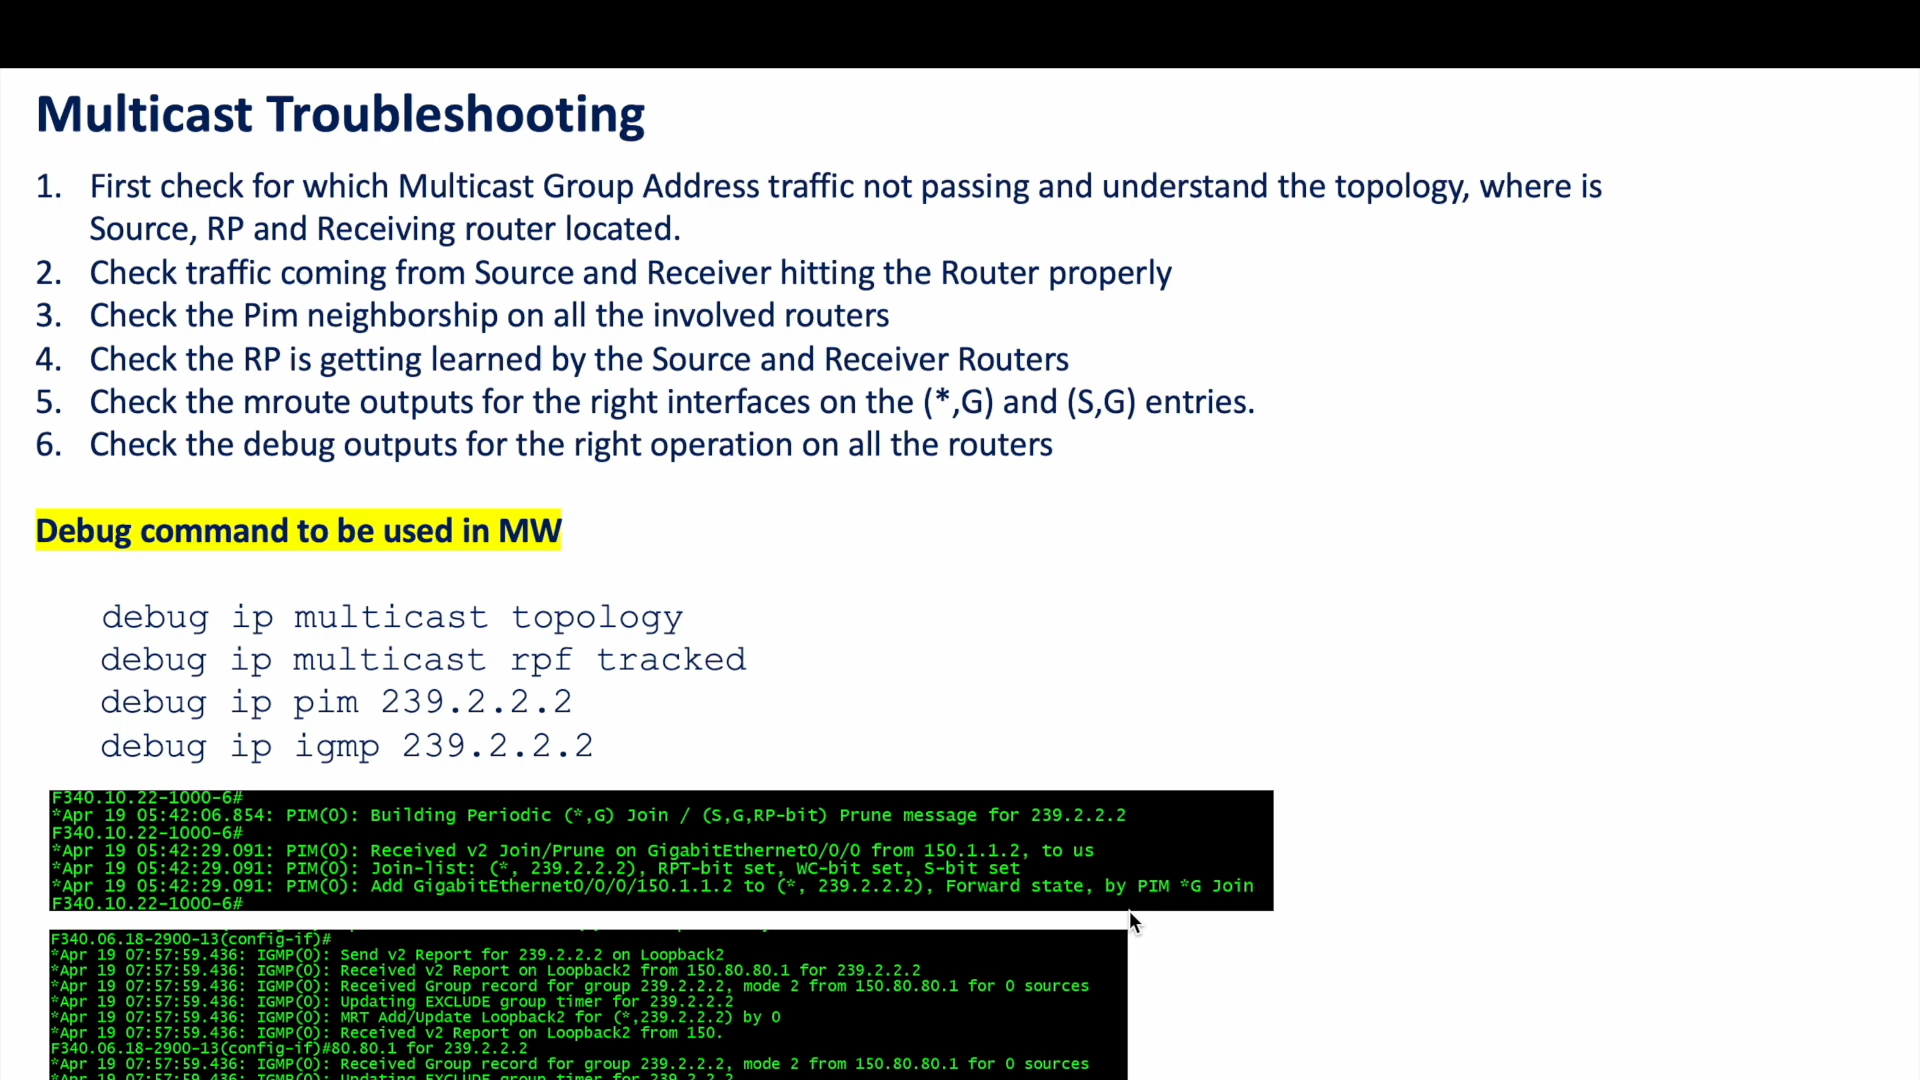 Multicast Troubleshooting
1. First check for which Multicast Group Address traffic not passing and understand the topology, where is
Source, RP and Receiving router located.
2. Check traffic coming from Source and Receiver hitting the Router properly
3. Check the Pim neighborship on all the involved routers
4. Check the RP is getting learned by the Source and Receiver Routers
5. Check the mroute outputs for the right interfaces on the (*,G) and (S,G) entries.
6. Check the debug outputs for the right operation on all the routers
Debug command to be used in MW
debug ip multicast topology
debug ip multicast rpf tracked
debug ip pim 239.2.2.2
debug ip igmp 239.2.2.2
F340.10.22-1000-6#
*Apr 19 05:42:06.854: PIM(0): Building Periodic (*,G) Join / (S,G,RP-bit) Prune message for 239.2.2.2
F340.10.22-1000-6#
*Apr 19 05:42:29.091: PIM(0): Received v2 Join/Prune on GigabitEthernet0/0/0 from 150.1.1.2, to us
*Apr 19 05:42:29.091: PIM(0): Join-list: (*, 239.2.2.2), RPT-bit set, WC-bit set, S-bit set
*Apr 19 05:42:29.091: PIM(0): Add GigabitEthernet0/0/0/150.1.1.2 to (*, 239.2.2.2), Forward state, by PIM *G Join
F340.10.22-1000-6#
F340.06.18-2900-13(config-if)#
*Apr 19 07:57:59.436: IGMP(0): Send v2 Report for 239.2.2.2 on Loopback2
*Apr 19 07:57:59.436: IGMP(0): Received v2 Report on Loopback2 from 150.80.80.1 for 239.2.2.2
*Apr 19 07:57:59.436: IGMP(0): Received Group record for group 239.2.2.2, mode 2 from 150.80.80.1 for 0 sources
*Apr 19 07:57:59.436: IGMP(0): Updating EXCLUDE group timer for 239.2.2.2
*Apr 19 07:57:59.436: IGMP(0): MRT Add/Update Loopback2 for (*,239.2.2.2) by 0
*Apr 19 07:57:59.436: IGMP(0): Received v2 Report on Loopback2 from 150.
F340.06.18-2900-13(config-if)#80.80.1 for 239.2.2.2
*Apr 19 07:57:59.436: IGMP(0): Received Group record for group 239.2.2.2, mode 2 from 150.80.80.1 for 0 sources
*Apr 19 07:57:59.436: IGMP(0): Updating EXCLUDE group timer for 239.2.2.2